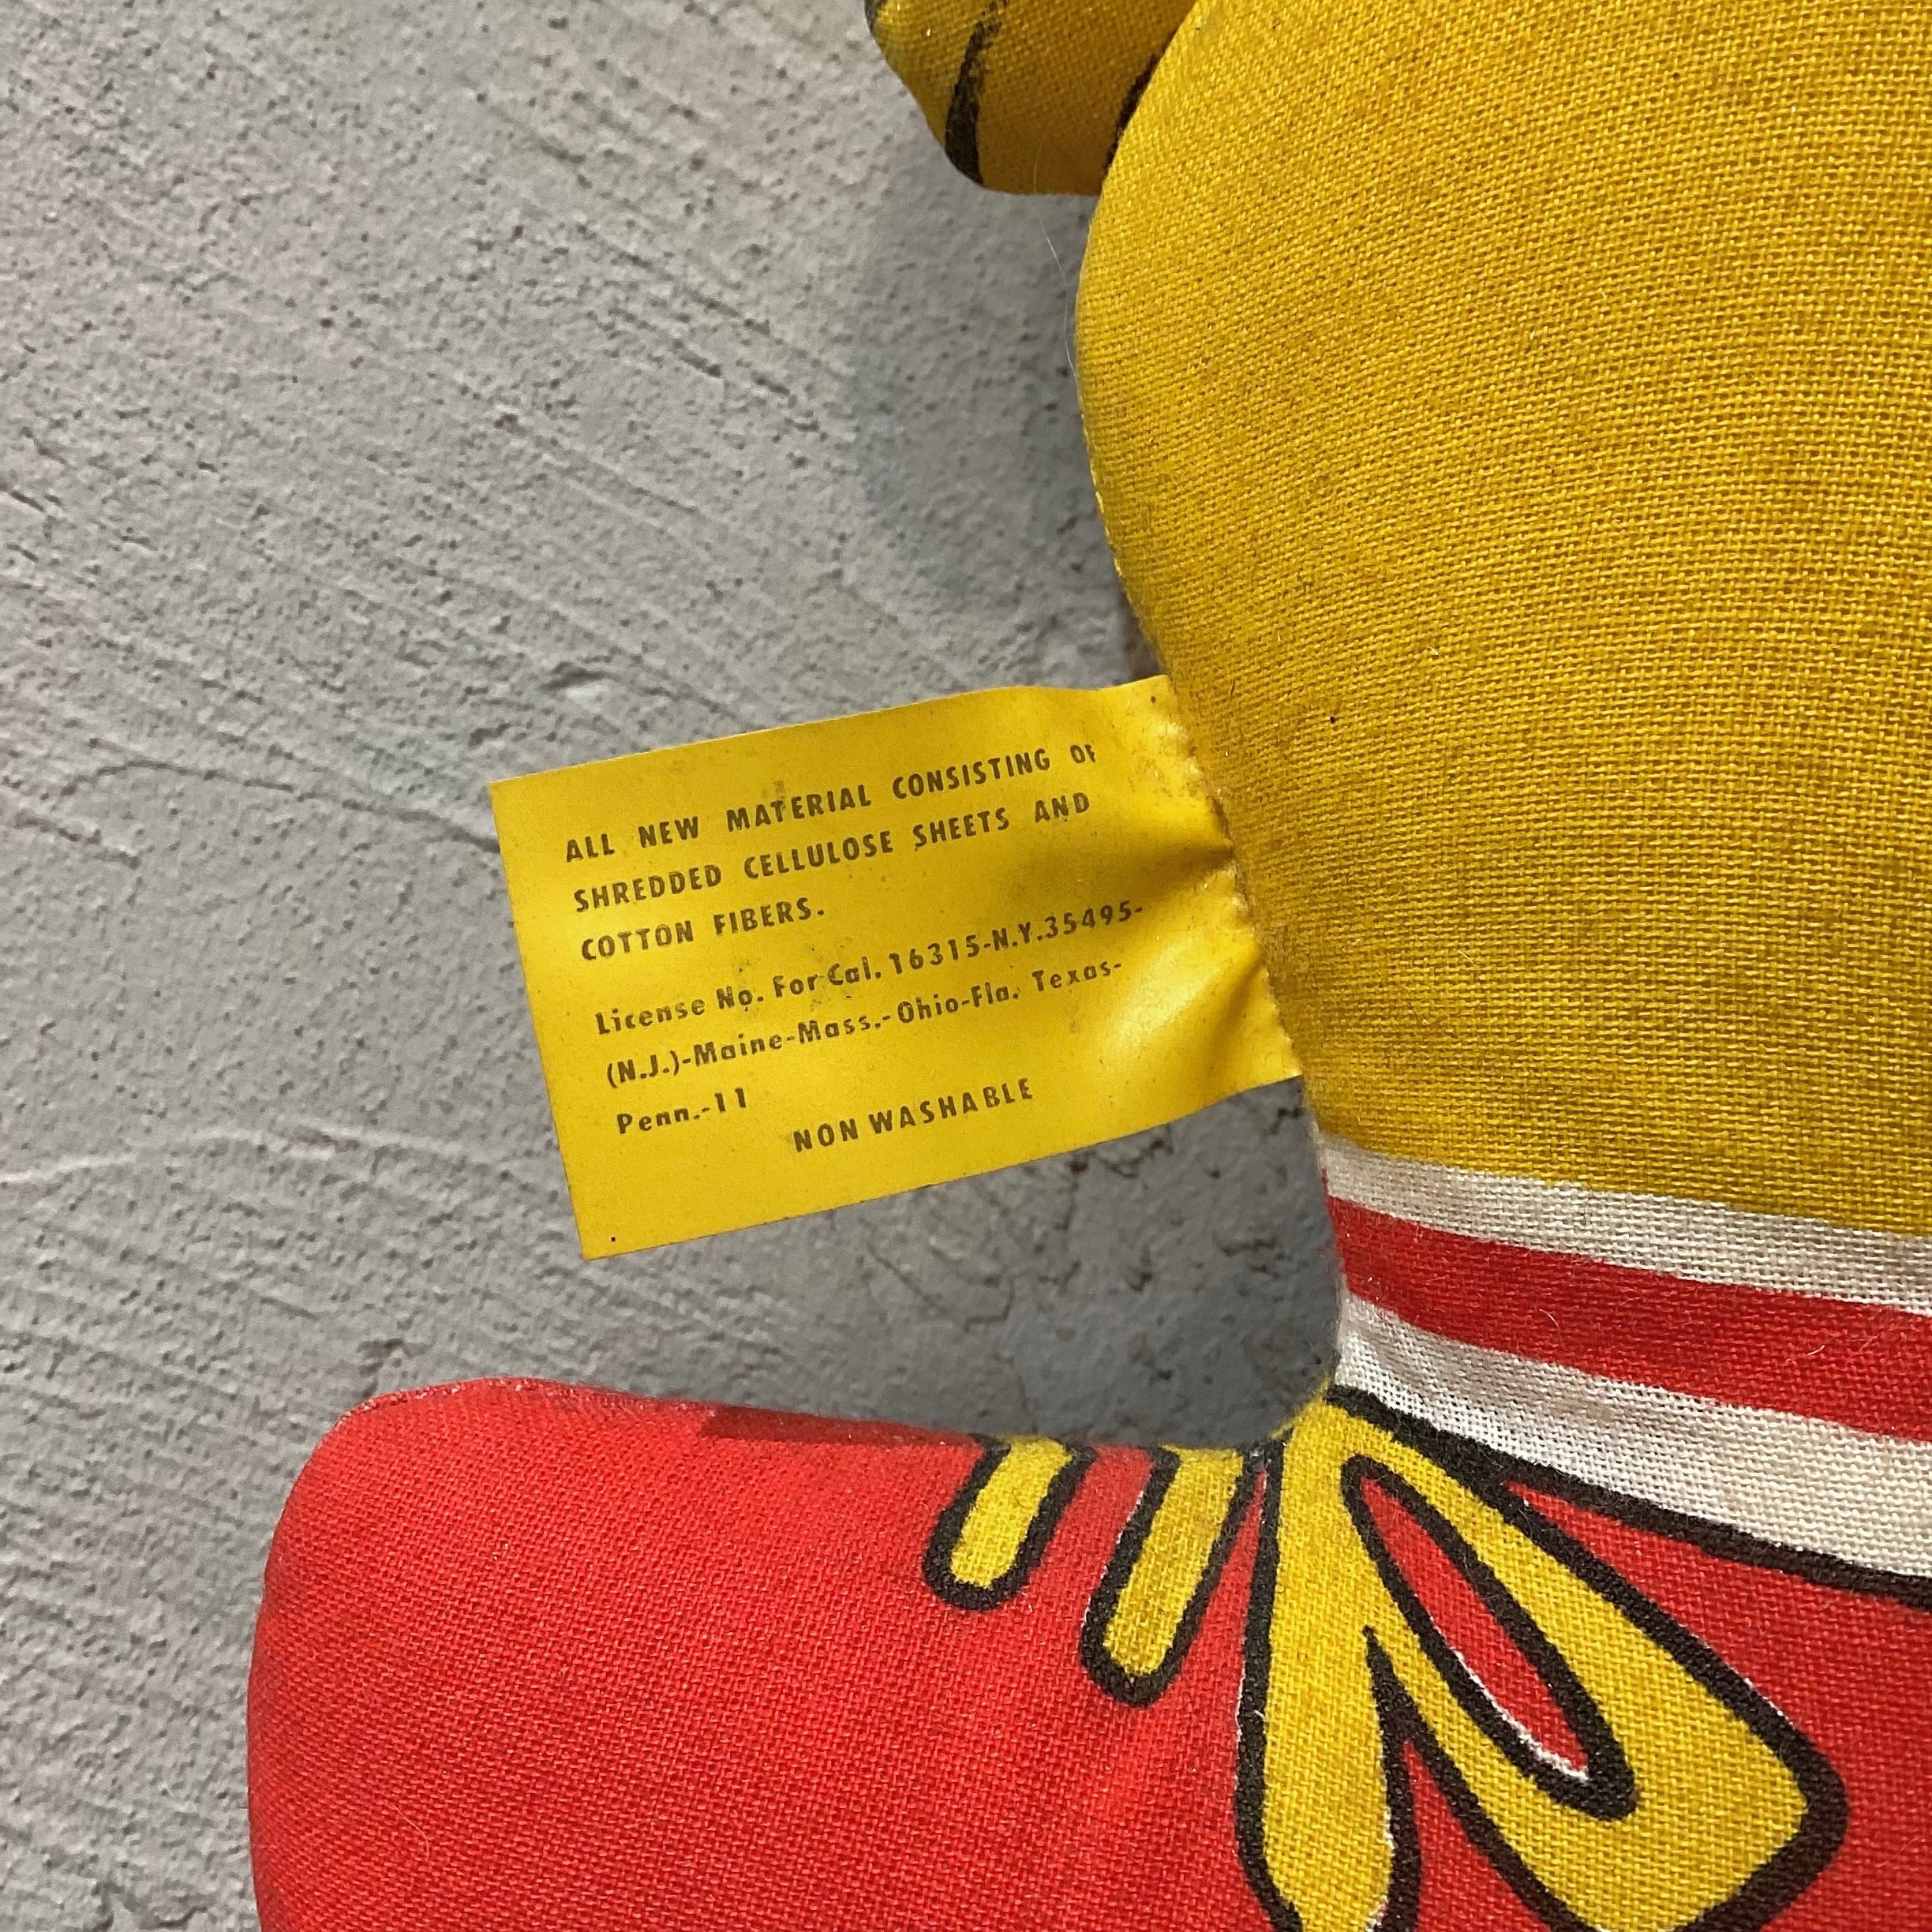 ALL NEW MATERIAL CONSISTING OF
SHREDDED CELLULOSE SHEETS AND
COTTON FIBERS.
License No. For Cal. 16315-N.Y.35495-
(N.J.)-Maine-Mass.-Ohio-Fla. Texas-
Penn.-11
NON WASHABLE